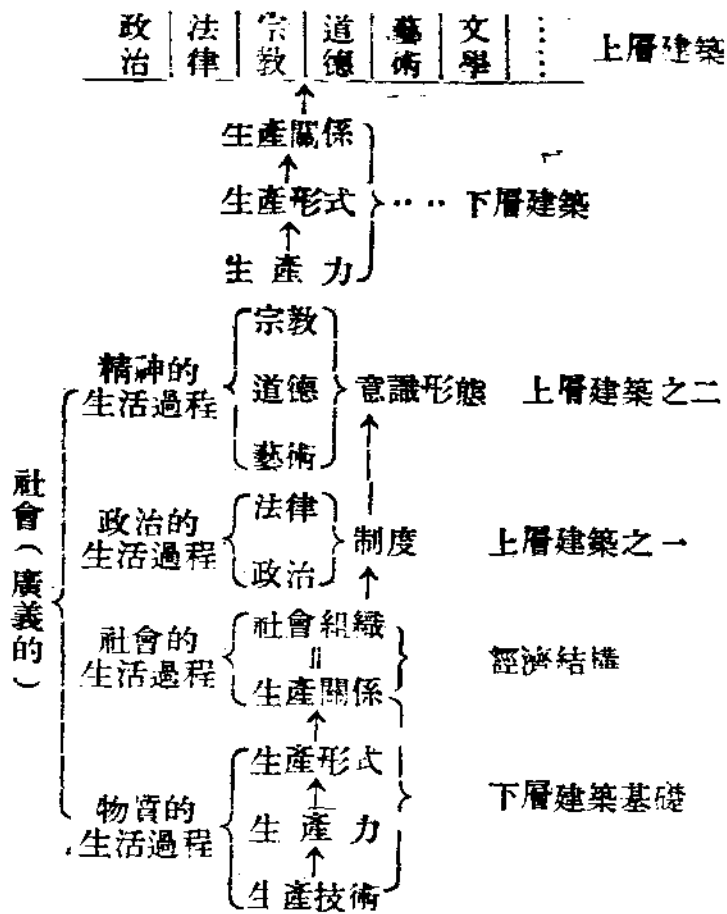 政治 法律 宗教 道德 藝術 文學 …… 上層建築
生產關係
生產形式 ‥‥ 下層建築
生產力
宗教
精神的生活過程 道德 意識形態 上層建築之二
藝術
法律
政治的生活過程 制度 上層建築之一
政治
社會(廣義的)
社會組織
社會的生活過程 〃 經濟結構
生產關係
生產形式
物質的生活過程 生產力 下層建築基礎
生產技術